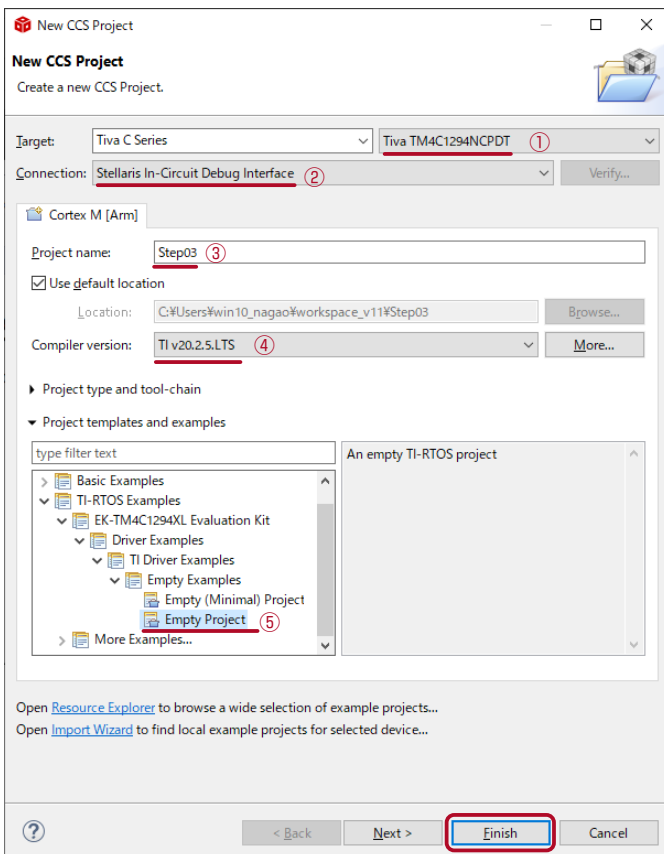 New CCS Project
New CCS Project
Create a new CCS Project.
Target: Tiva C Series Tiva TM4C1294NCPDT ①
Connection: Stellaris In-Circuit Debug Interface ② Verify...
Cortex M [Arm]
Project name: Step03 ③
Use default location
Location: C:¥Users¥win10_nagao¥workspace_v11¥Step03 Browse...
Compiler version: TI v20.2.5.LTS ④ More...
Project type and tool-chain
Project templates and examples
type filter text An empty TI-RTOS project
Basic Examples
TI-RTOS Examples
EK-TM4C1294XL Evaluation Kit
Driver Examples
TI Driver Examples
Empty Examples
Empty (Minimal) Project
Empty Project ⑤
More Examples...
Open Resource Explorer to browse a wide selection of example projects...
Open Import Wizard to find local example projects for selected device...
? < Back Next > Finish Cancel